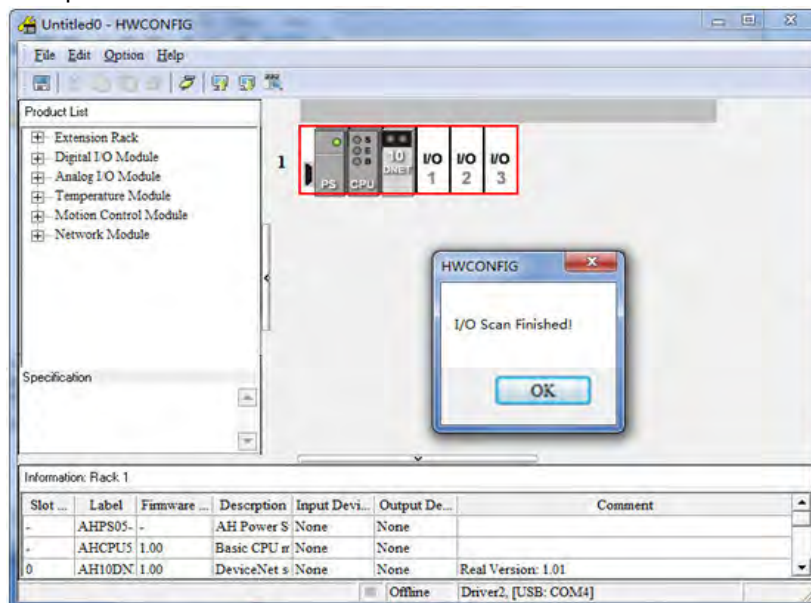 Untitled0 - HWCONFIG
File Edit Option Help
Product List
Extension Rack
Digital I/O Module
Analog I/O Module
Temperature Module
Motion Control Module
Network Module
Specification
1
PS CPU 10 DNET I/O 1 I/O 2 I/O 3
S
E
B
HWCONFIG
I/O Scan Finished!
OK
Information: Rack 1
Slot ... Label Firmware ... Descrption Input Devi... Output De... Comment
- AHPS05- - AH Power S None None
- AHCPU5 1.00 Basic CPU m None None
0 AH10DN 1.00 DeviceNet s None None Real Version: 1.01
Offline Driver2, [USB: COM4]